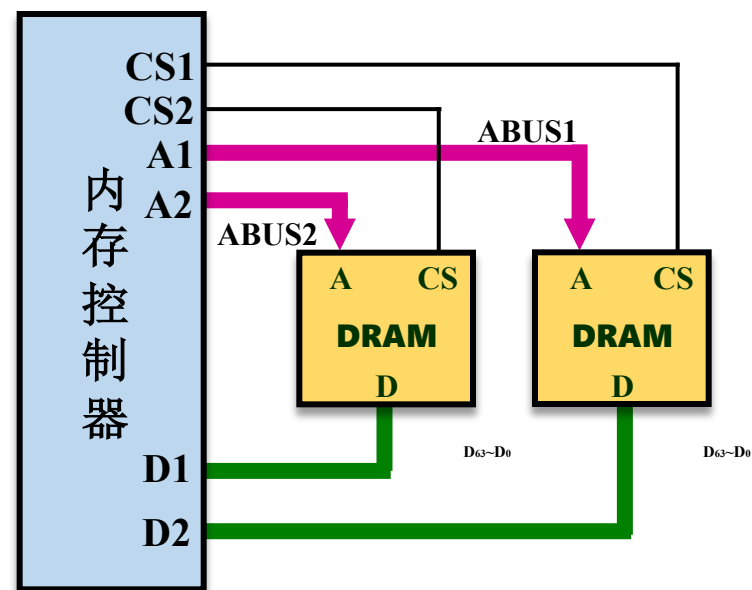 CS1
CS2
A1
A2
内存控制器
ABUS1
ABUS2
A CS
DRAM
D
A CS
DRAM
D
D63~D0
D63~D0
D1
D2